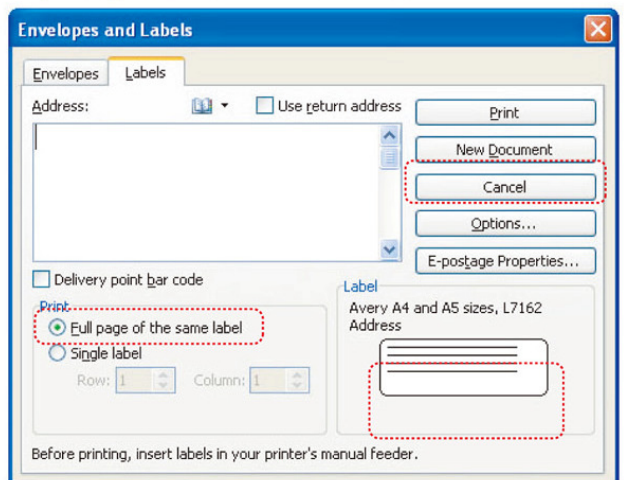 Envelopes and Labels
Envelopes
Labels
Address:
Use return address
Print
New Document
Cancel
Options...
E-postage Properties...
Delivery point bar code
Print
Full page of the same label
Single label
Row: 1
Column: 1
Label
Avery A4 and A5 sizes, L7162
Address
Before printing, insert labels in your printer's manual feeder.